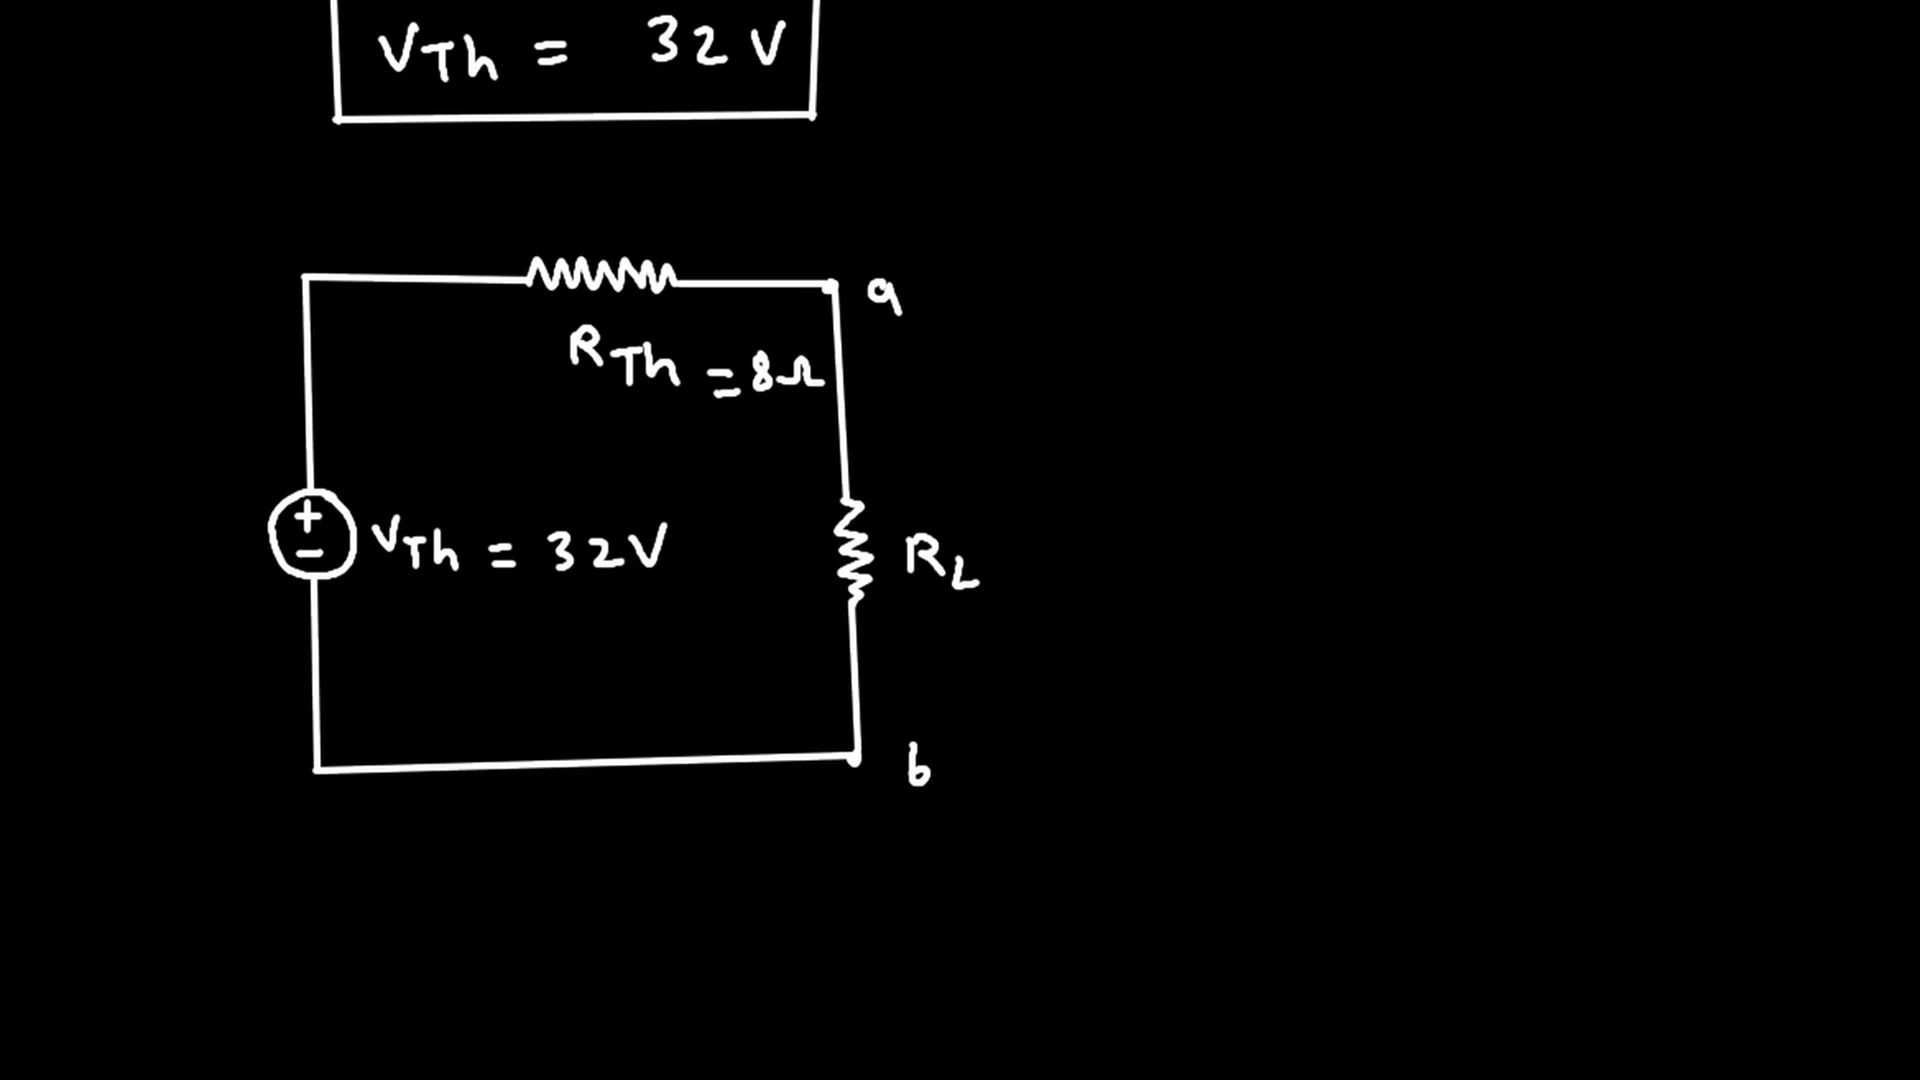 VTh = 32 V
a
RTh = 8Ω
+
-
VTh = 32V
RL
b